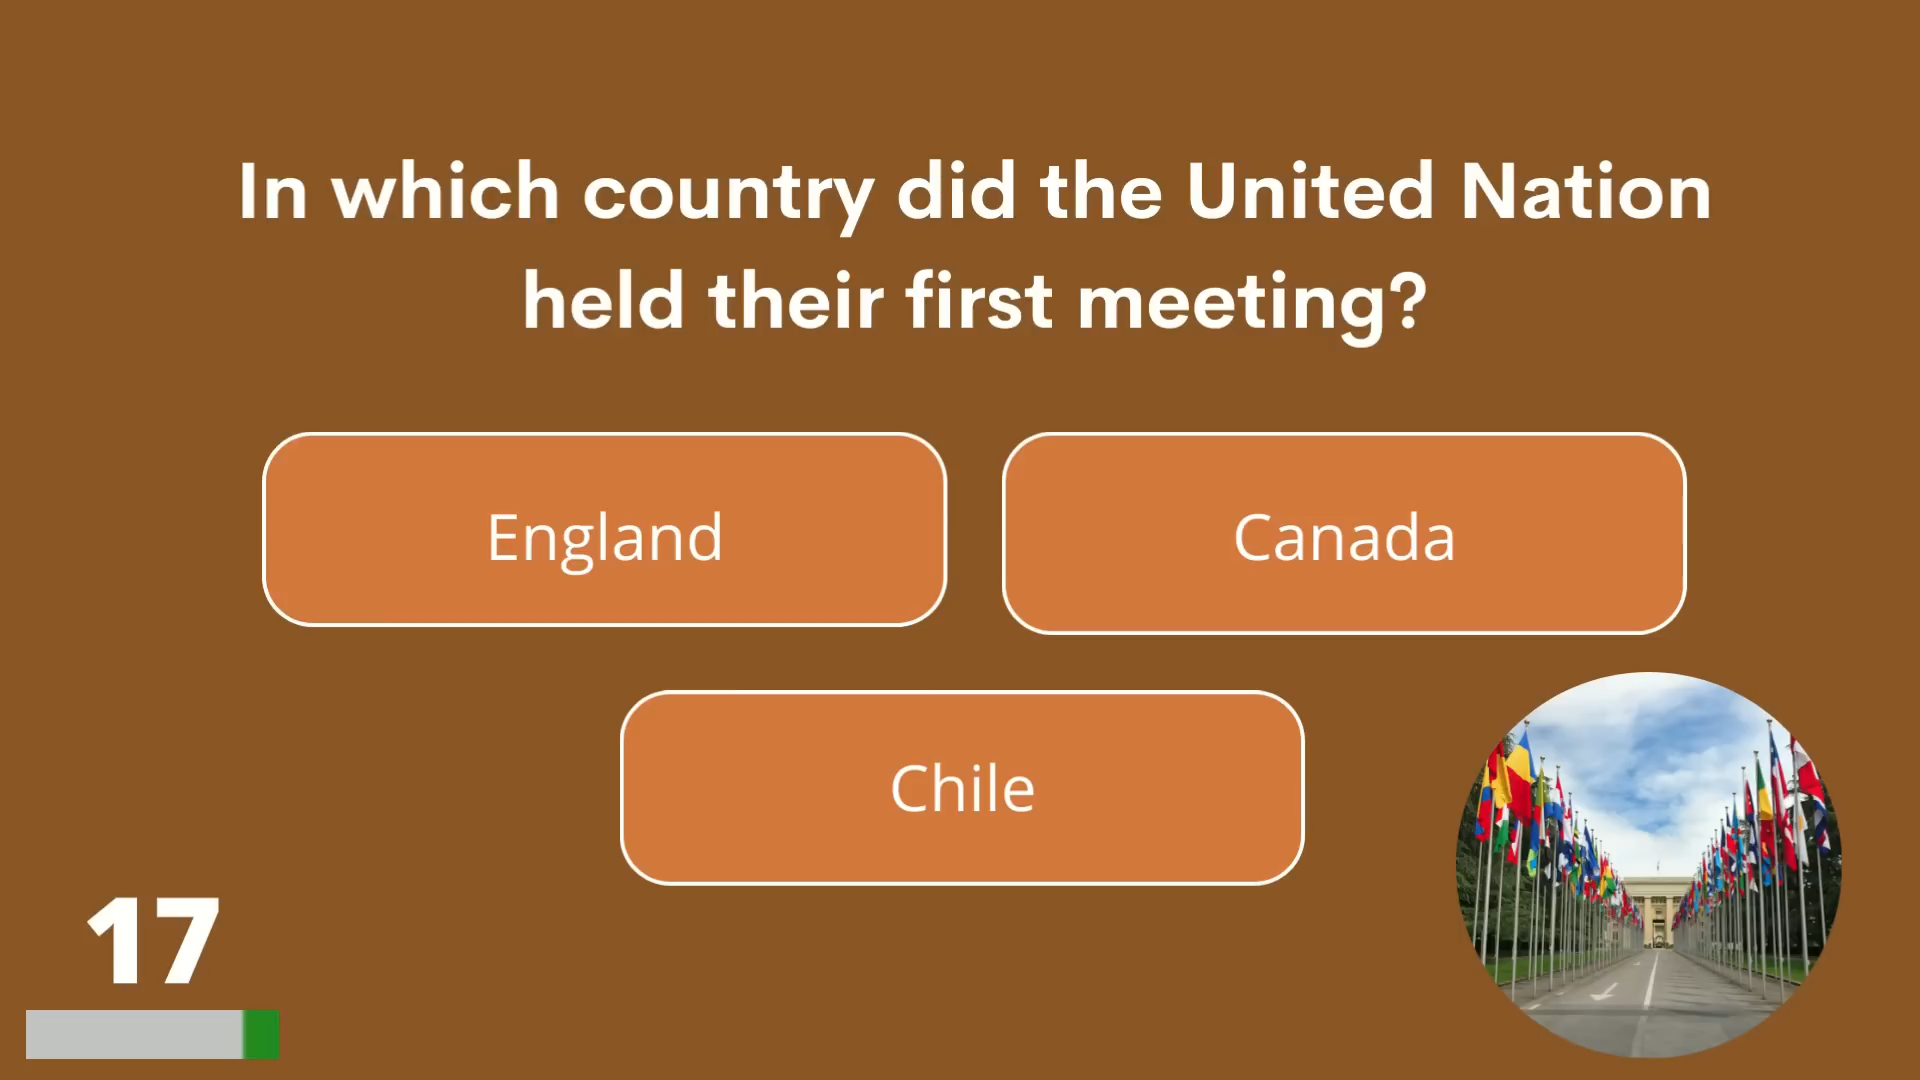 In which country did the United Nation
held their first meeting?
England
Canada
Chile
17